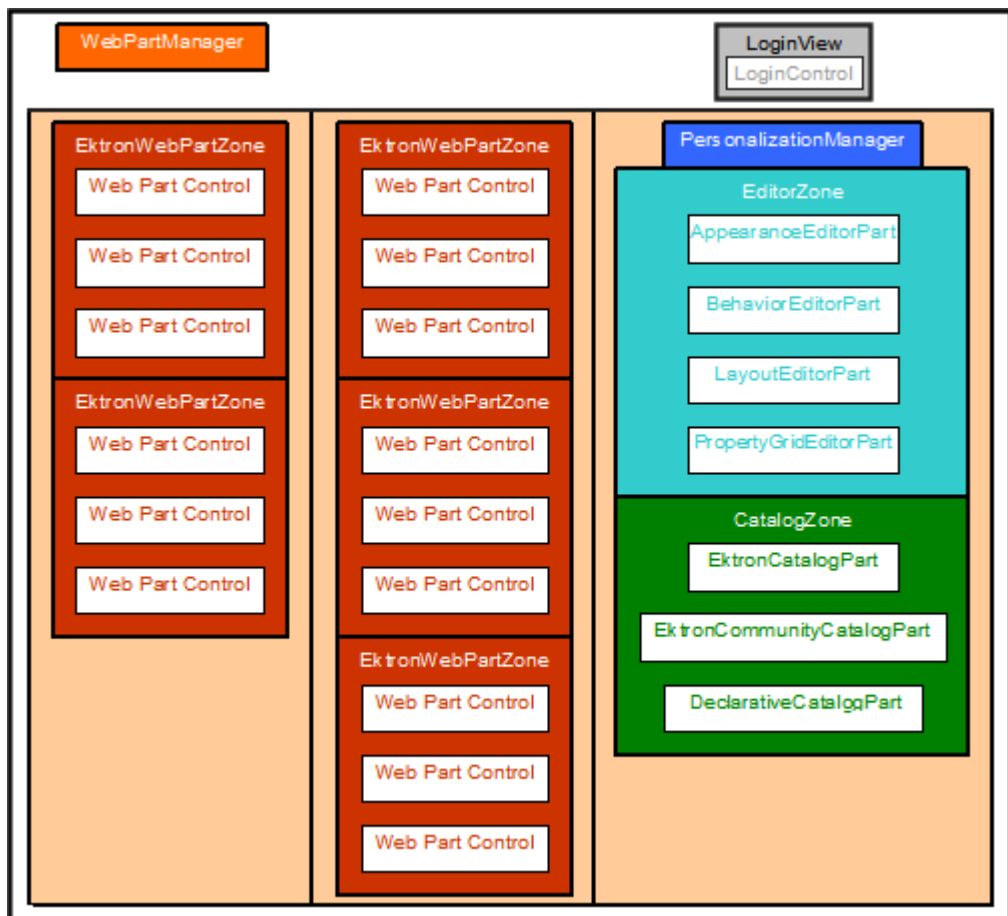 WebPartManager
LoginView
LoginControl
EktronWebPartZone
Web Part Control
Web Part Control
Web Part Control
EktronWebPartZone
Web Part Control
Web Part Control
Web Part Control
EktronWebPartZone
Web Part Control
Web Part Control
Web Part Control
EktronWebPartZone
Web Part Control
Web Part Control
Web Part Control
EktronWebPartZone
Web Part Control
Web Part Control
Web Part Control
PersonalizationManager
EditorZone
AppearanceEditorPart
BehaviorEditorPart
LayoutEditorPart
PropertyGridEditorPart
CatalogZone
EktronCatalogPart
EktronCommunityCatalogPart
DeclarativeCatalogPart